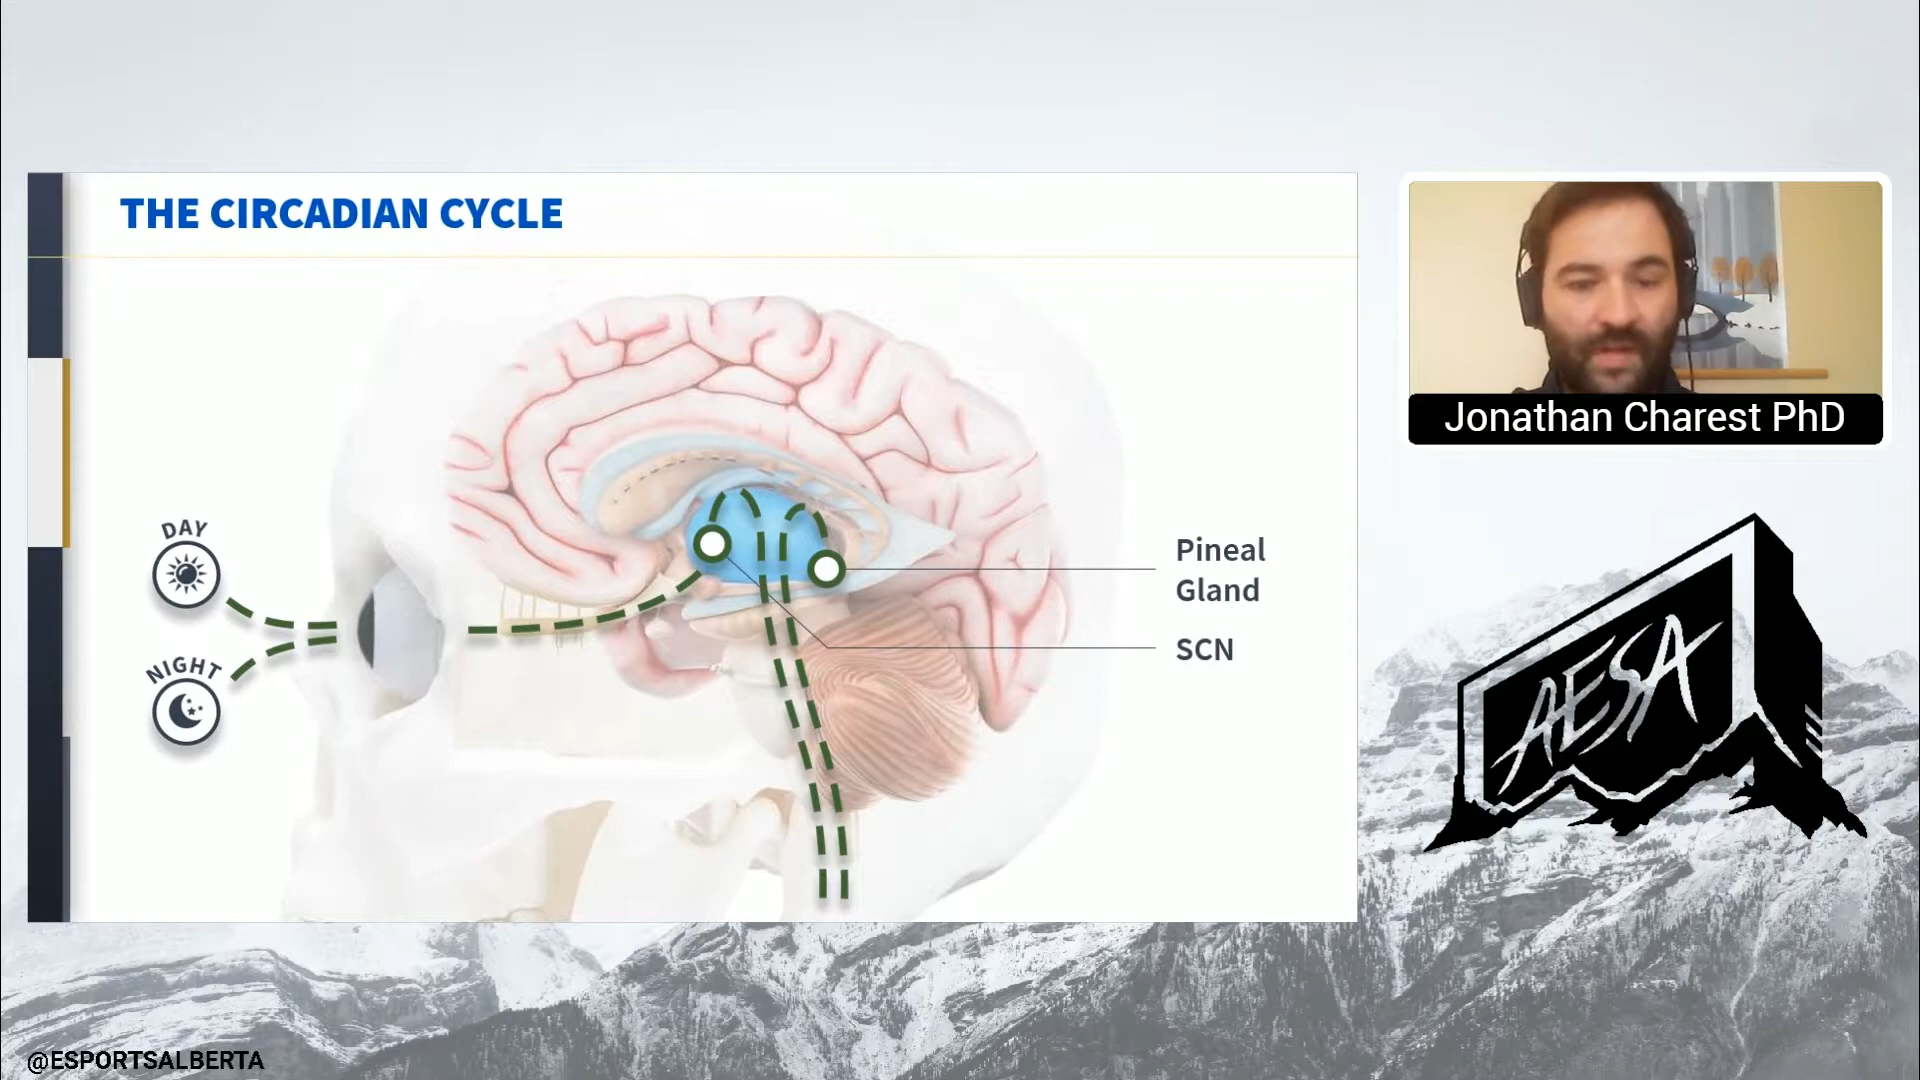 THE CIRCADIAN CYCLE
DAY
NIGHT
Pineal
Gland
SCN
Jonathan Charest PhD
AESA
@ESPORTSALBERTA